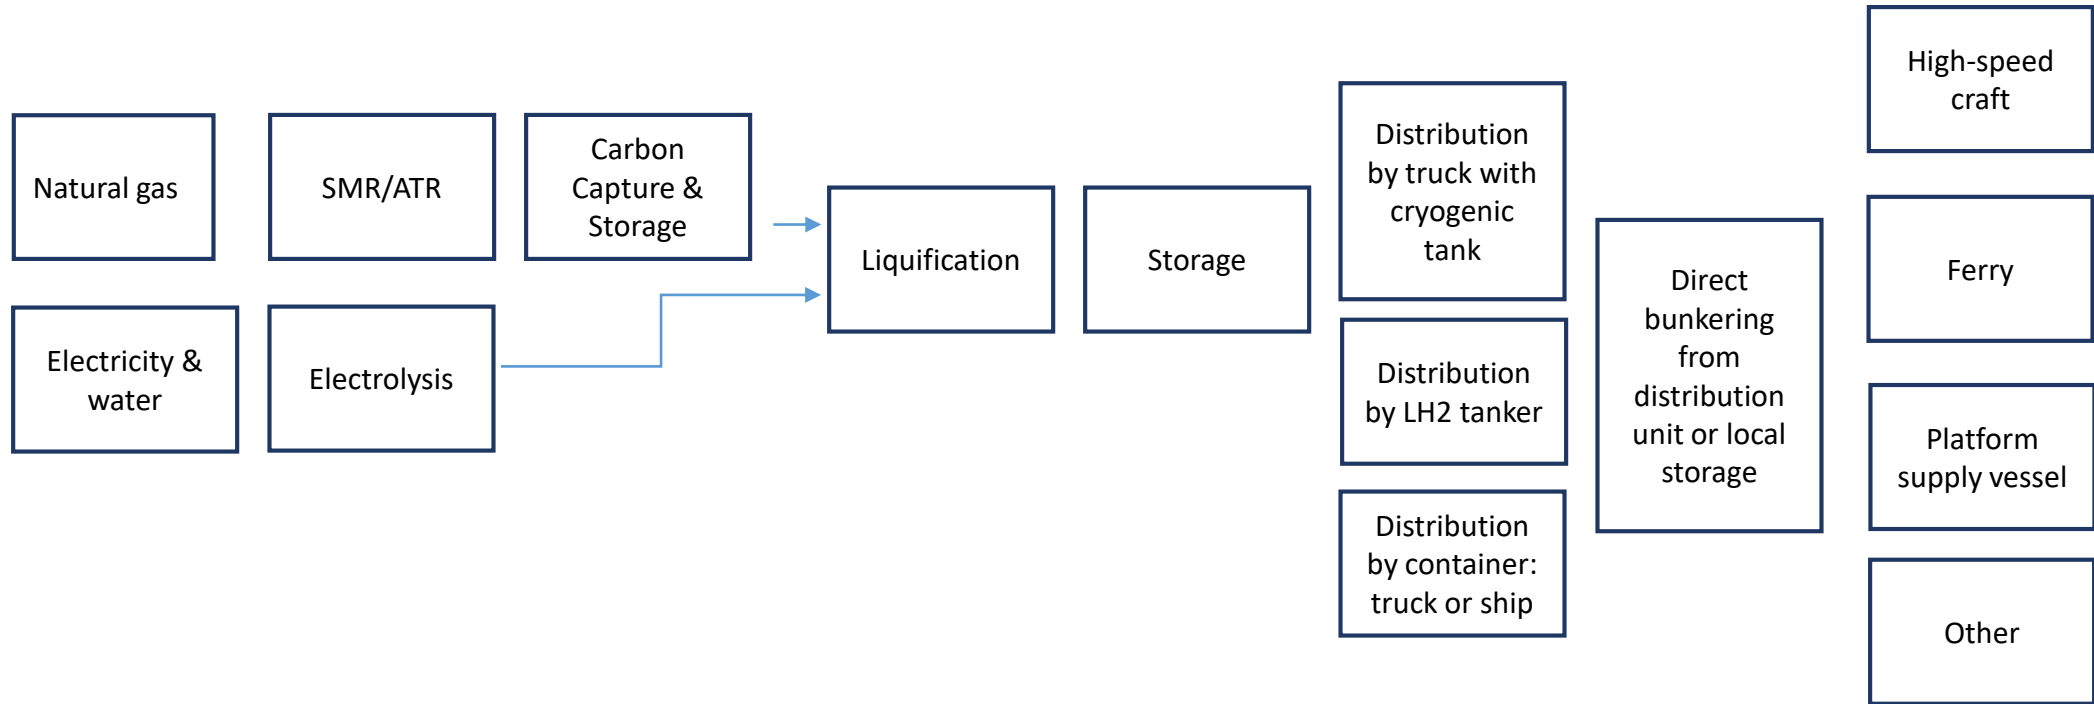 Natural gas
SMR/ATR
Carbon
Capture &
Storage
Electricity &
water
Electrolysis
Liquification
Storage
Distribution
by truck with
cryogenic
tank
Distribution
by LH2 tanker
Distribution
by container:
truck or ship
Direct
bunkering
from
distribution
unit or local
storage
High-speed
craft
Ferry
Platform
supply vessel
Other